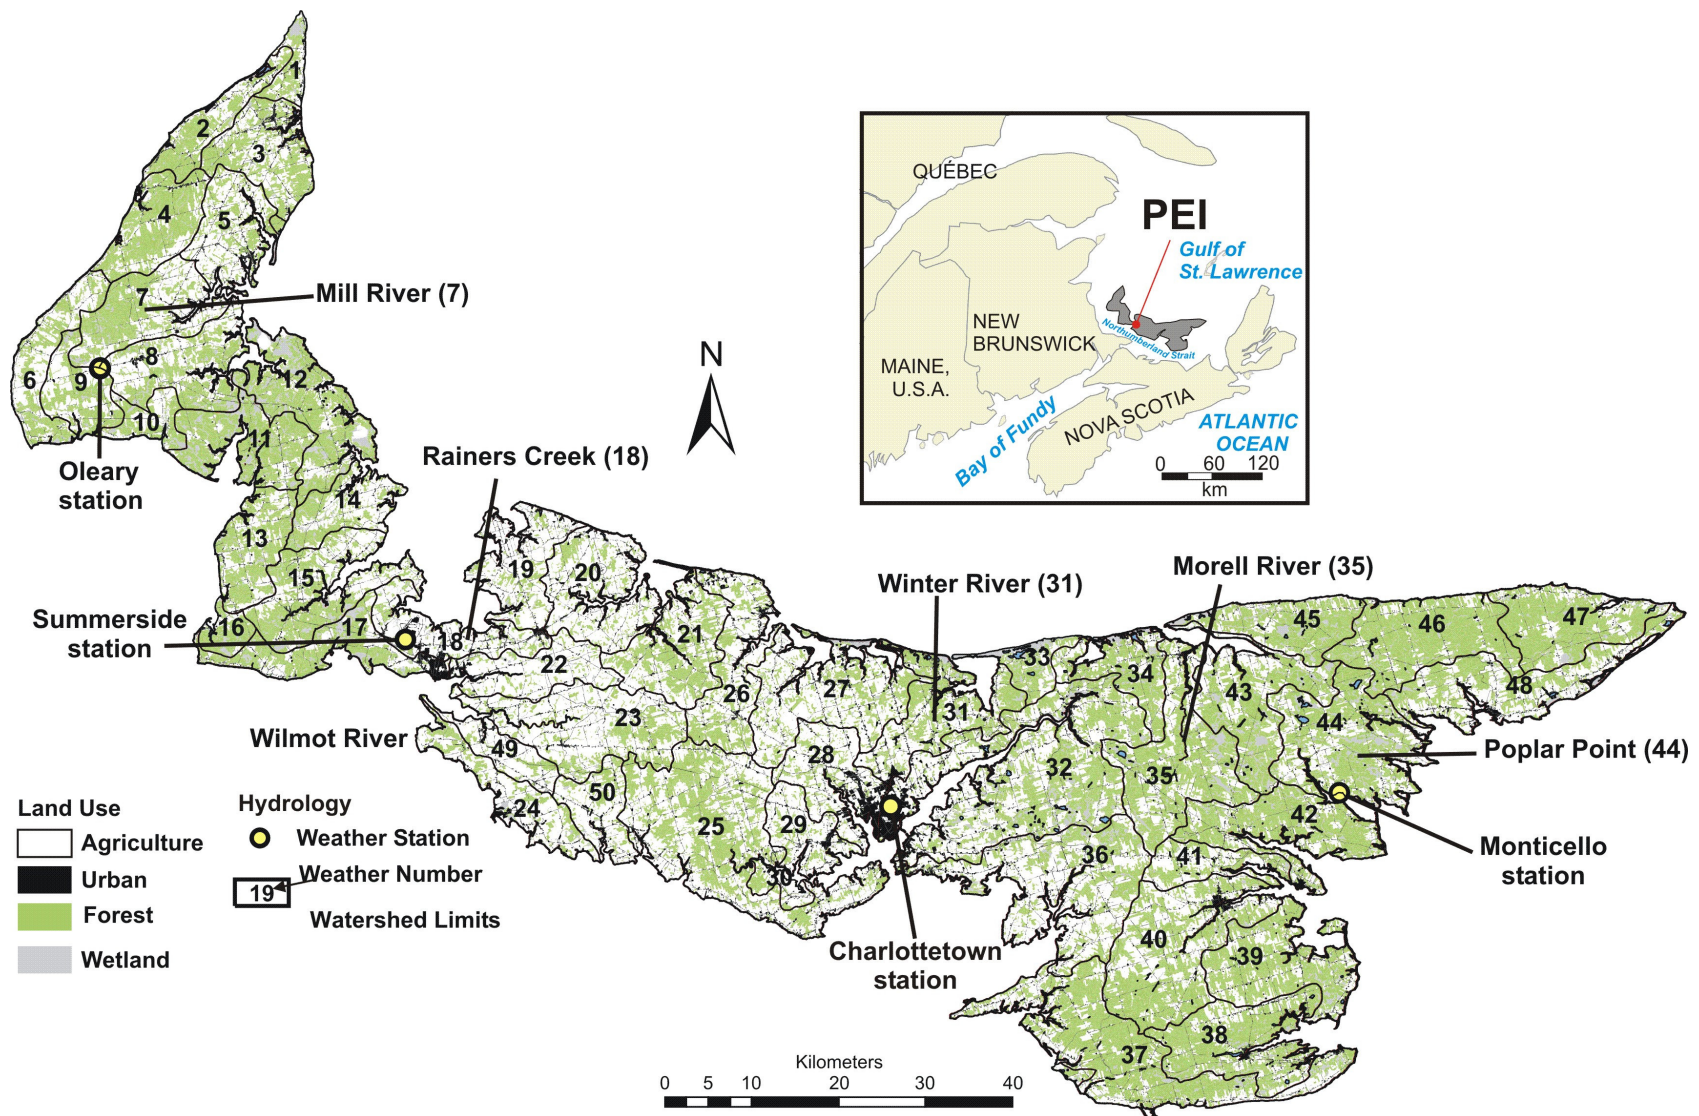 1
2
3
4
5
7
Mill River (7)
8
6
9
12
10
11
Oleary
station
14
13
15
16
17
Summerside
station
Rainers Creek (18)
18
19
20
21
22
23
Wilmot River
49
24
50
25
26
27
28
29
30
Winter River (31)
31
33
34
Morell River (35)
32
35
36
43
45
46
47
48
44
Poplar Point (44)
42
41
Monticello
station
40
39
38
37
Charlottetown
station
N
QUÉBEC
PEI
Gulf of
St. Lawrence
NEW
BRUNSWICK
Northumberland Strait
MAINE,
U.S.A.
Bay of Fundy
NOVA SCOTIA
ATLANTIC
OCEAN
0 60 120
km
Land Use
Agriculture
Urban
Forest
Wetland
Hydrology
Weather Station
Weather Number
19
Watershed Limits
Kilometers
0 5 10 20 30 40